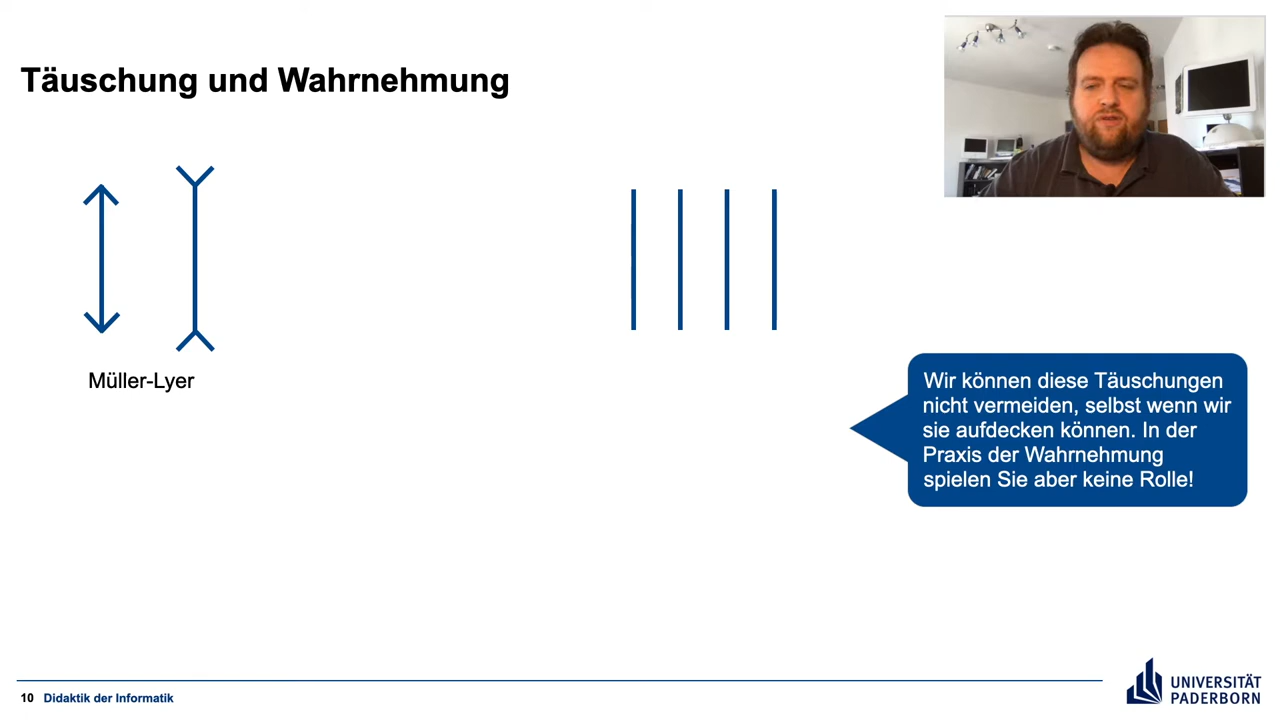 Täuschung und Wahrnehmung
Müller-Lyer
Wir können diese Täuschungen
nicht vermeiden, selbst wenn wir
sie aufdecken können. In der
Praxis der Wahrnehmung
spielen Sie aber keine Rolle!
10 Didaktik der Informatik
UNIVERSITÄT
PADERBORN